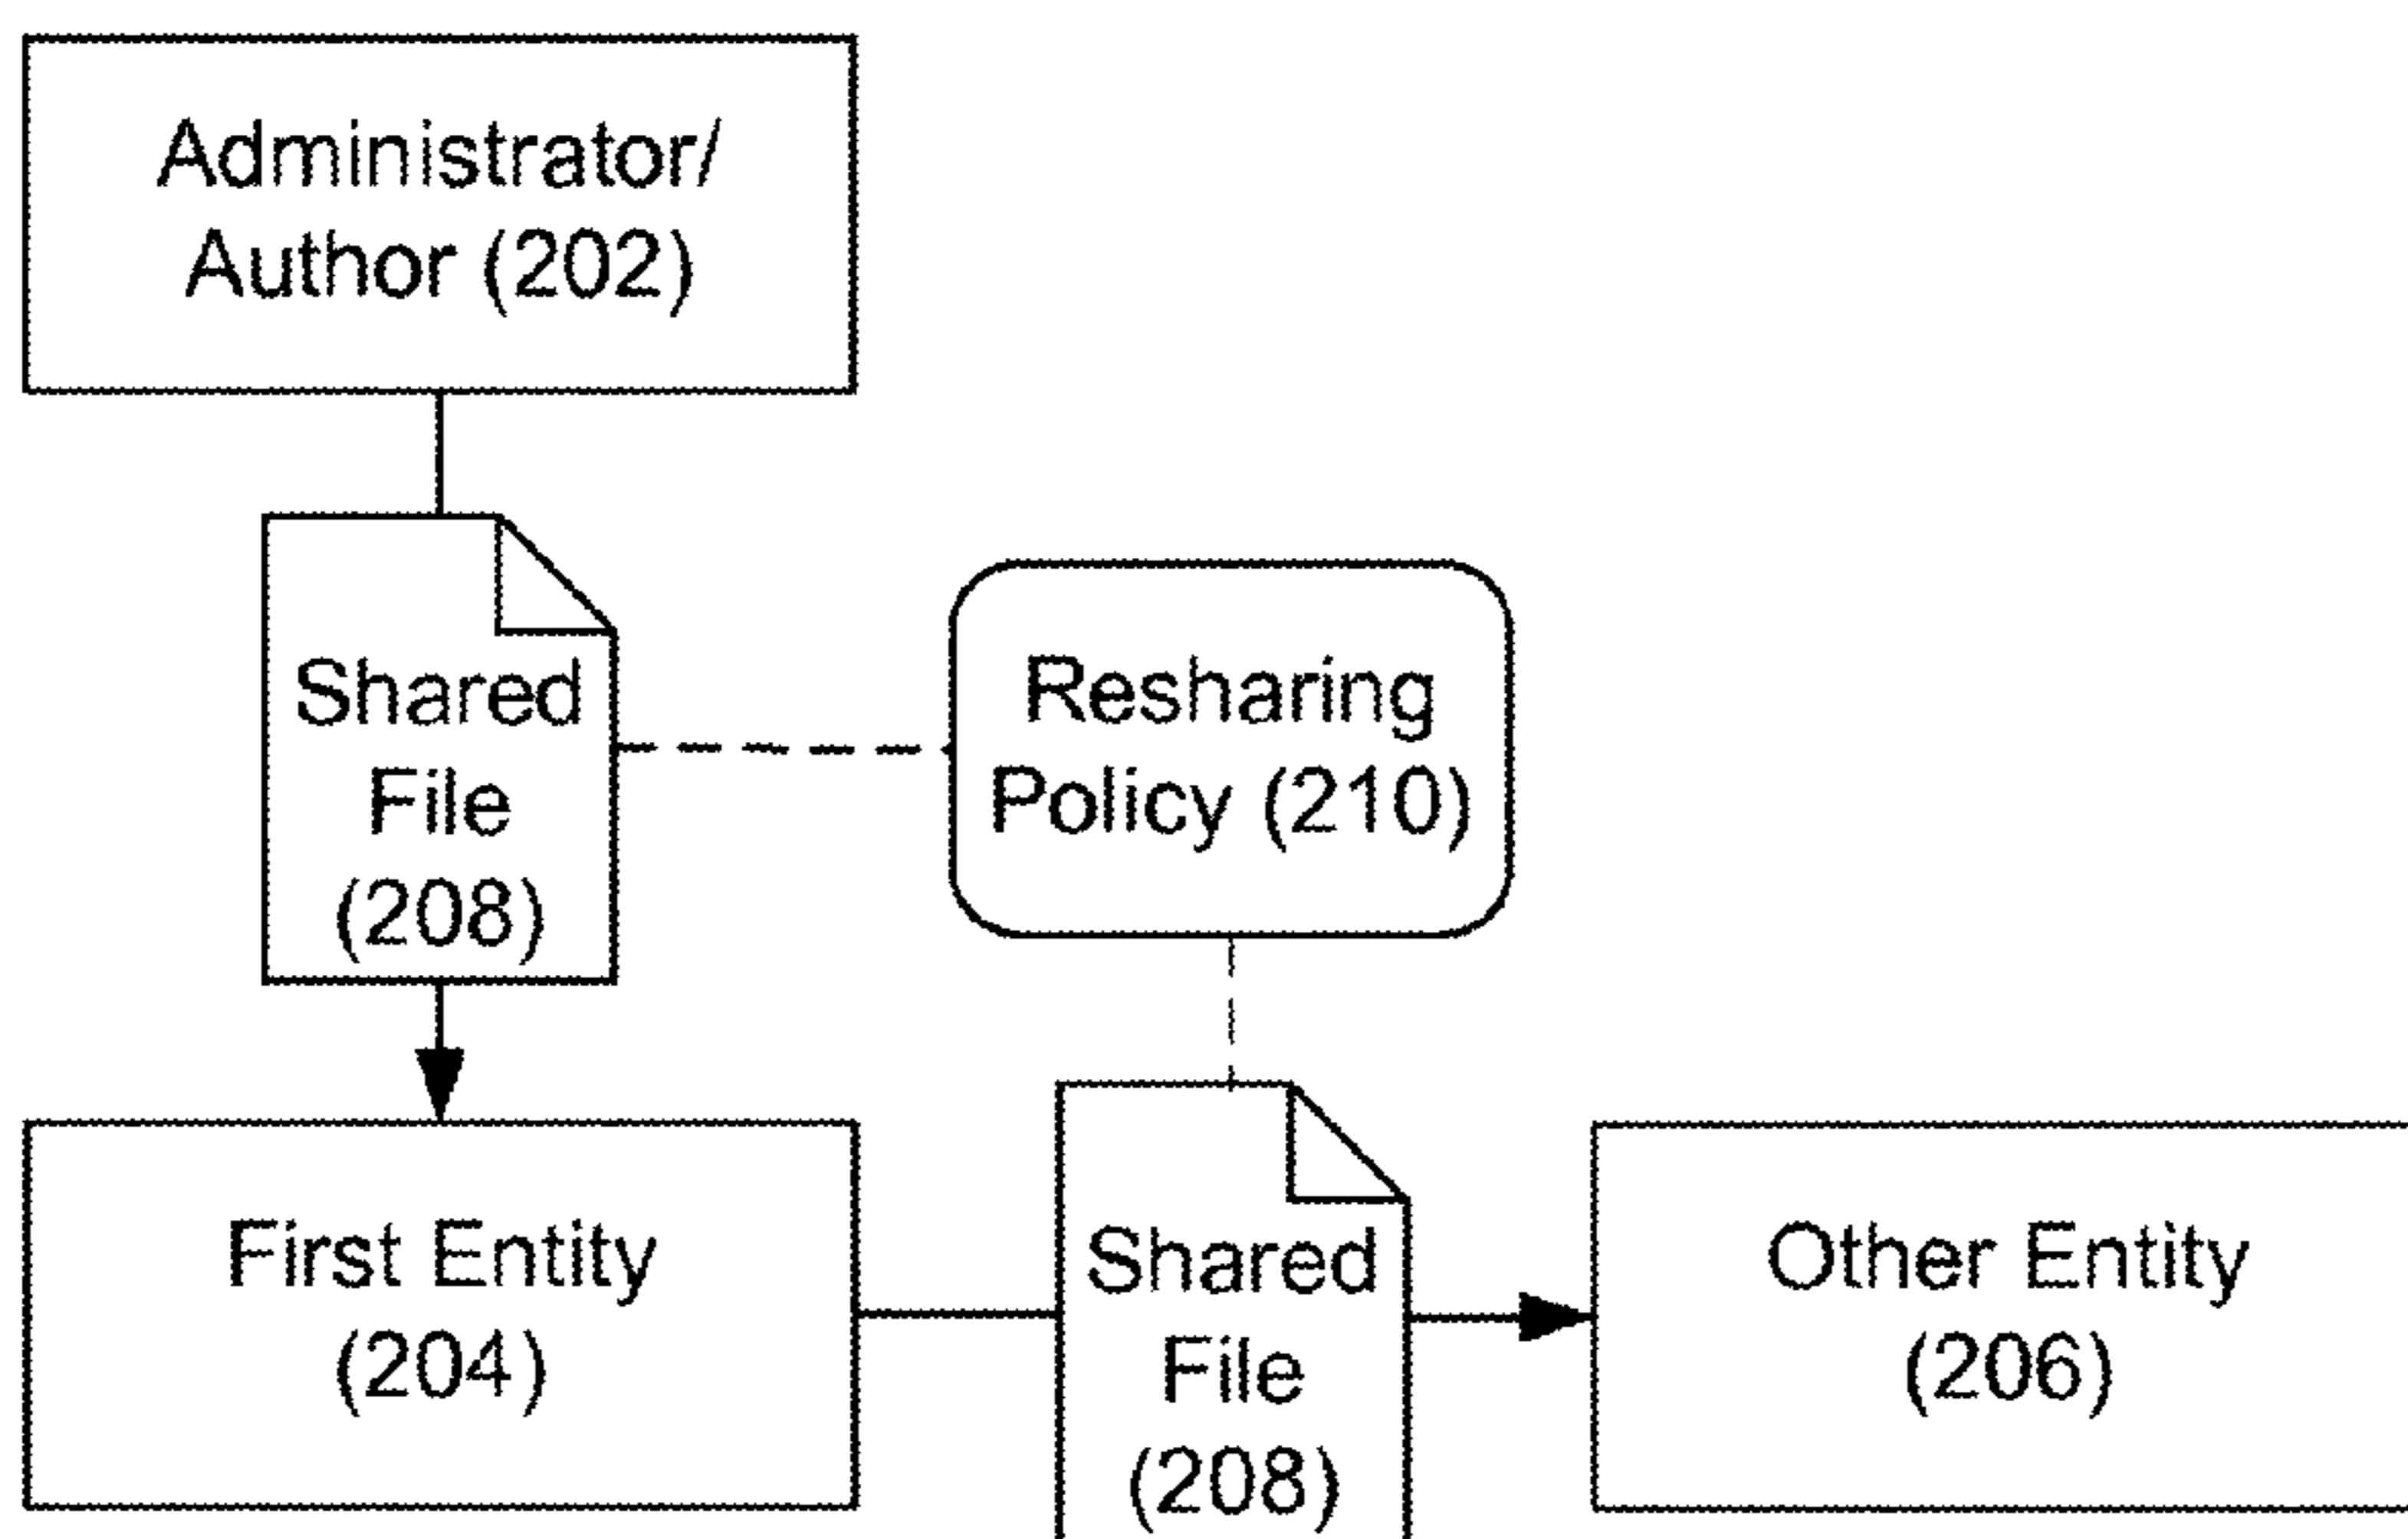 Administrator/
Author (202)
Shared
File
(208)
Resharing
Policy (210)
First Entity
(204)
Shared
File
(208)
Other Entity
(206)